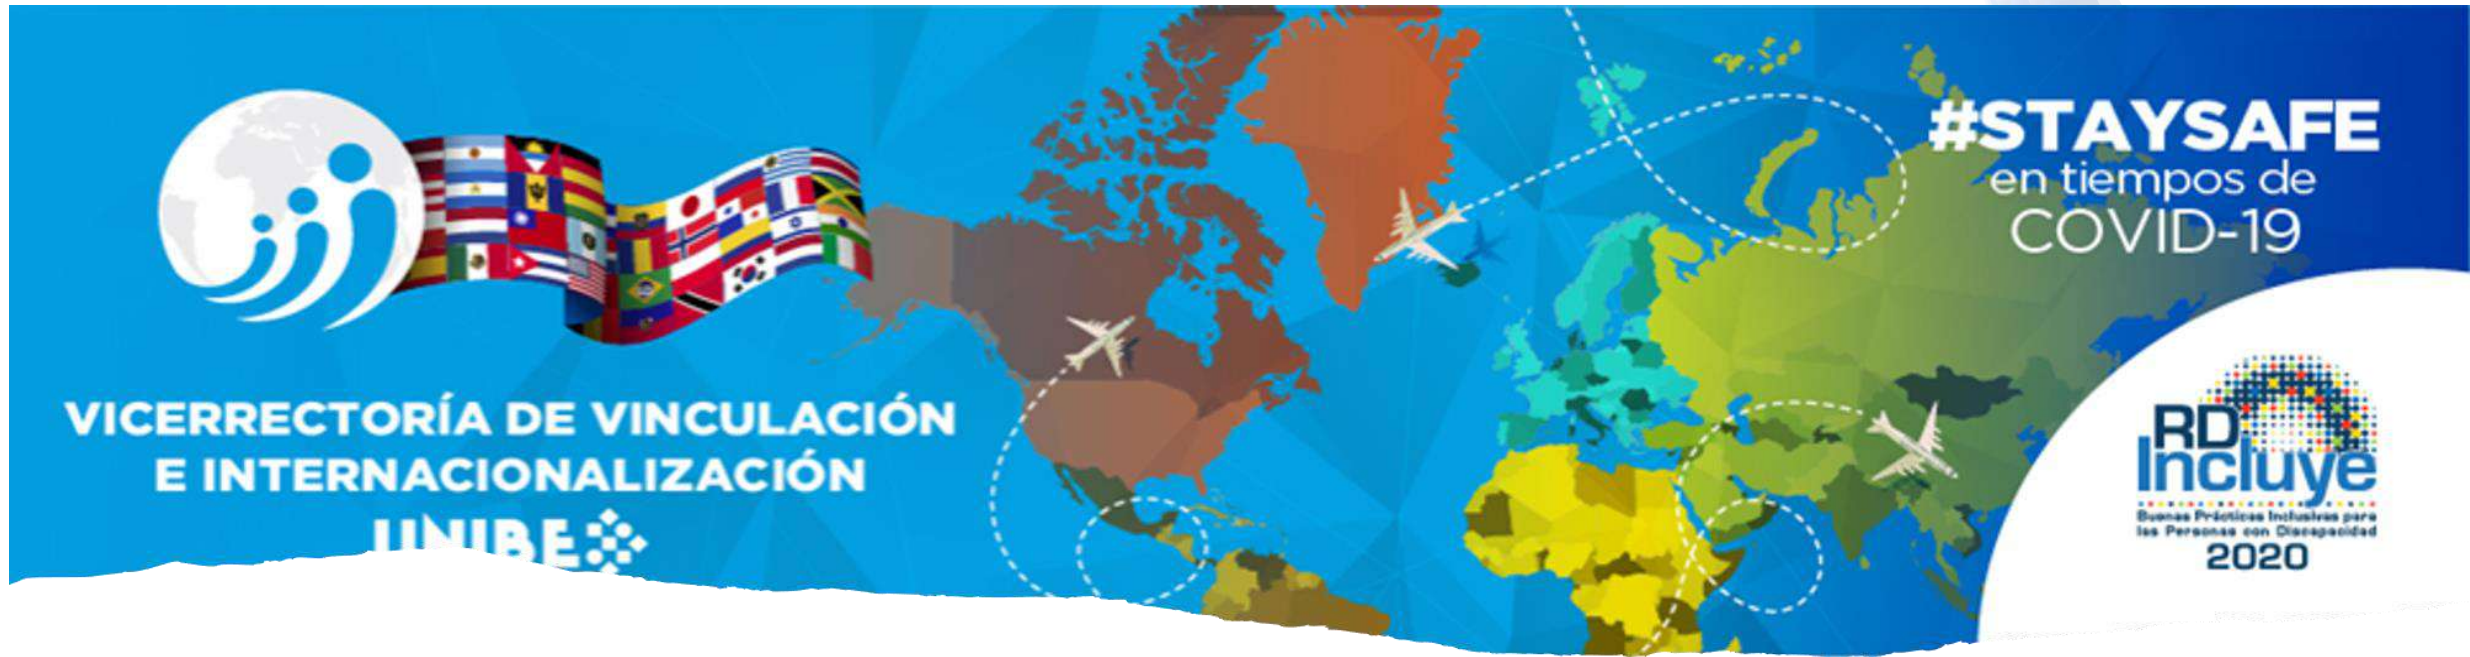 VICERRECTORÍA DE VINCULACIÓN
E INTERNACIONALIZACIÓN
UNIBE
#STAYSAFE
en tiempos de
COVID-19
RD
Incluye
Buenas Prácticas Inclusivas para
las Personas con Discapacidad
2020